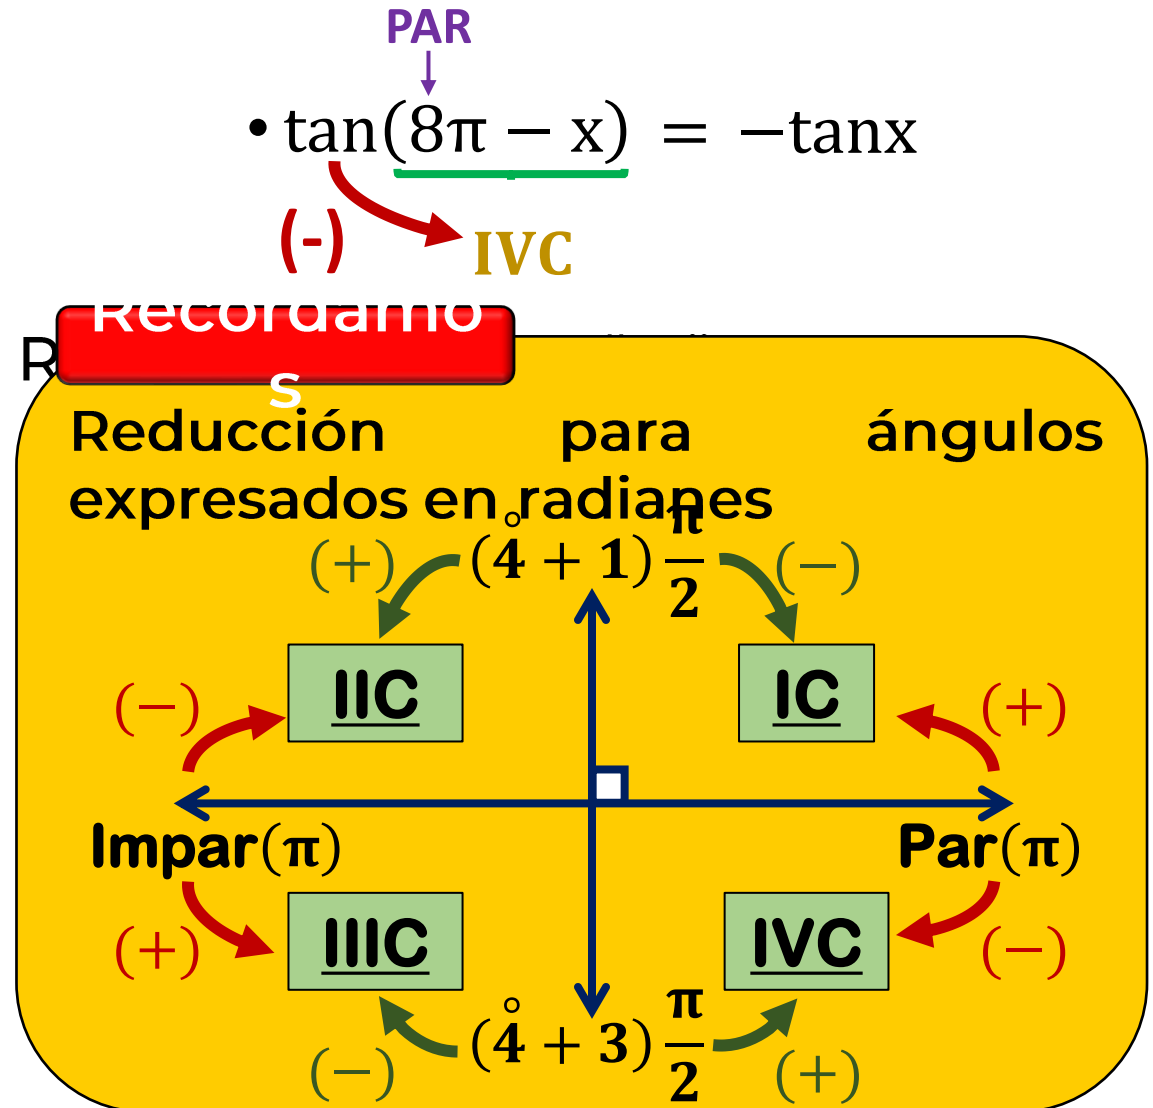 PAR
• tan(8π − x) = −tanx
(-)
IVC
Recordamo
s
R
Reducción para ángulos
expresados en radianes
(+) (4̊ + 1) π/2 (−)
IIC IC
(−) (+)
Impar(π) Par(π)
IIIC IVC
(+) (−)
(−) (4̊ + 3) π/2 (+)